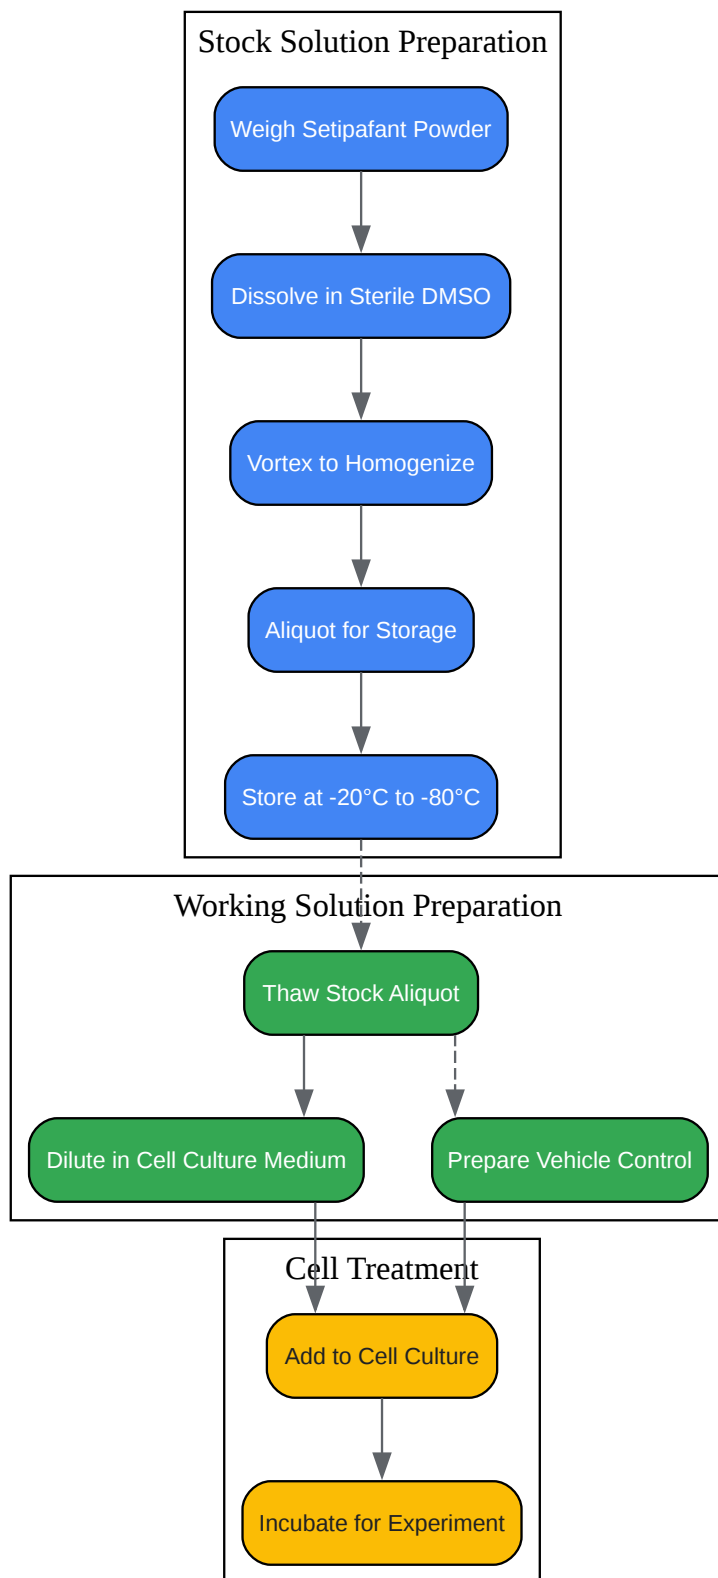 Stock Solution Preparation
Weigh Setipafant Powder
Dissolve in Sterile DMSO
Vortex to Homogenize
Aliquot for Storage
Store at -20°C to -80°C
Working Solution Preparation
Thaw Stock Aliquot
Dilute in Cell Culture Medium
Prepare Vehicle Control
Cell Treatment
Add to Cell Culture
Incubate for Experiment